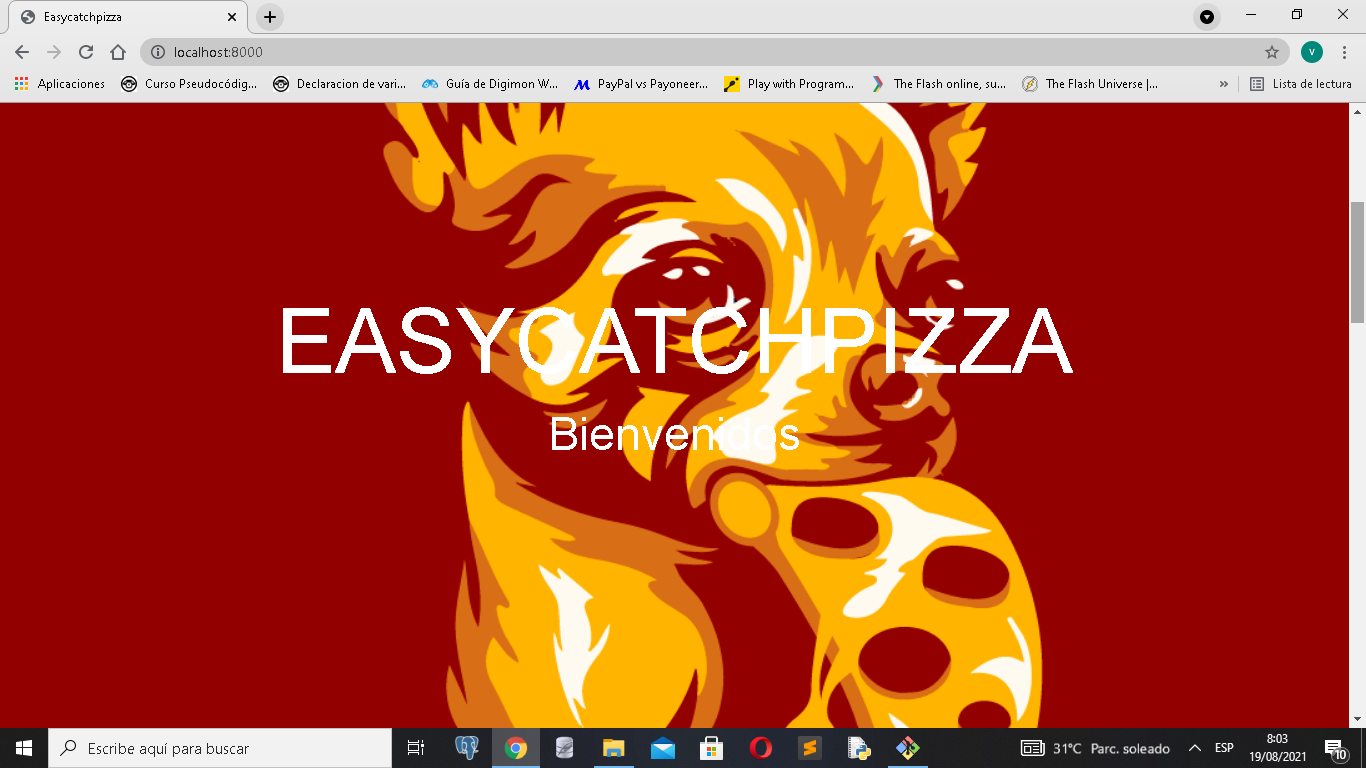 Easycatchpizza
localhost:8000
V
Aplicaciones
Curso Pseudocódig...
Declaracion de vari...
Guía de Digimon W...
PayPal vs Payoneer...
Play with Program...
The Flash online, su...
The Flash Universe |...
»
Lista de lectura
EASYCATCHPIZZA
Bienvenidos
Escribe aquí para buscar
31°C Parc. soleado
ESP
8:03
19/08/2021
10